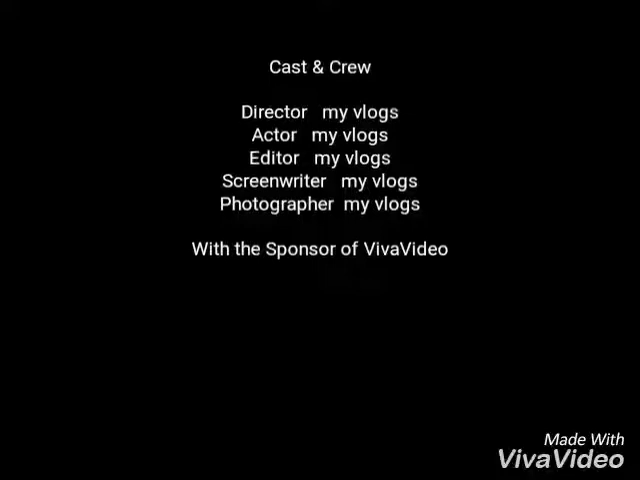 Cast & Crew
Director my vlogs
Actor my vlogs
Editor my vlogs
Screenwriter my vlogs
Photographer my vlogs
With the Sponsor of VivaVideo
Made With
VivaVideo